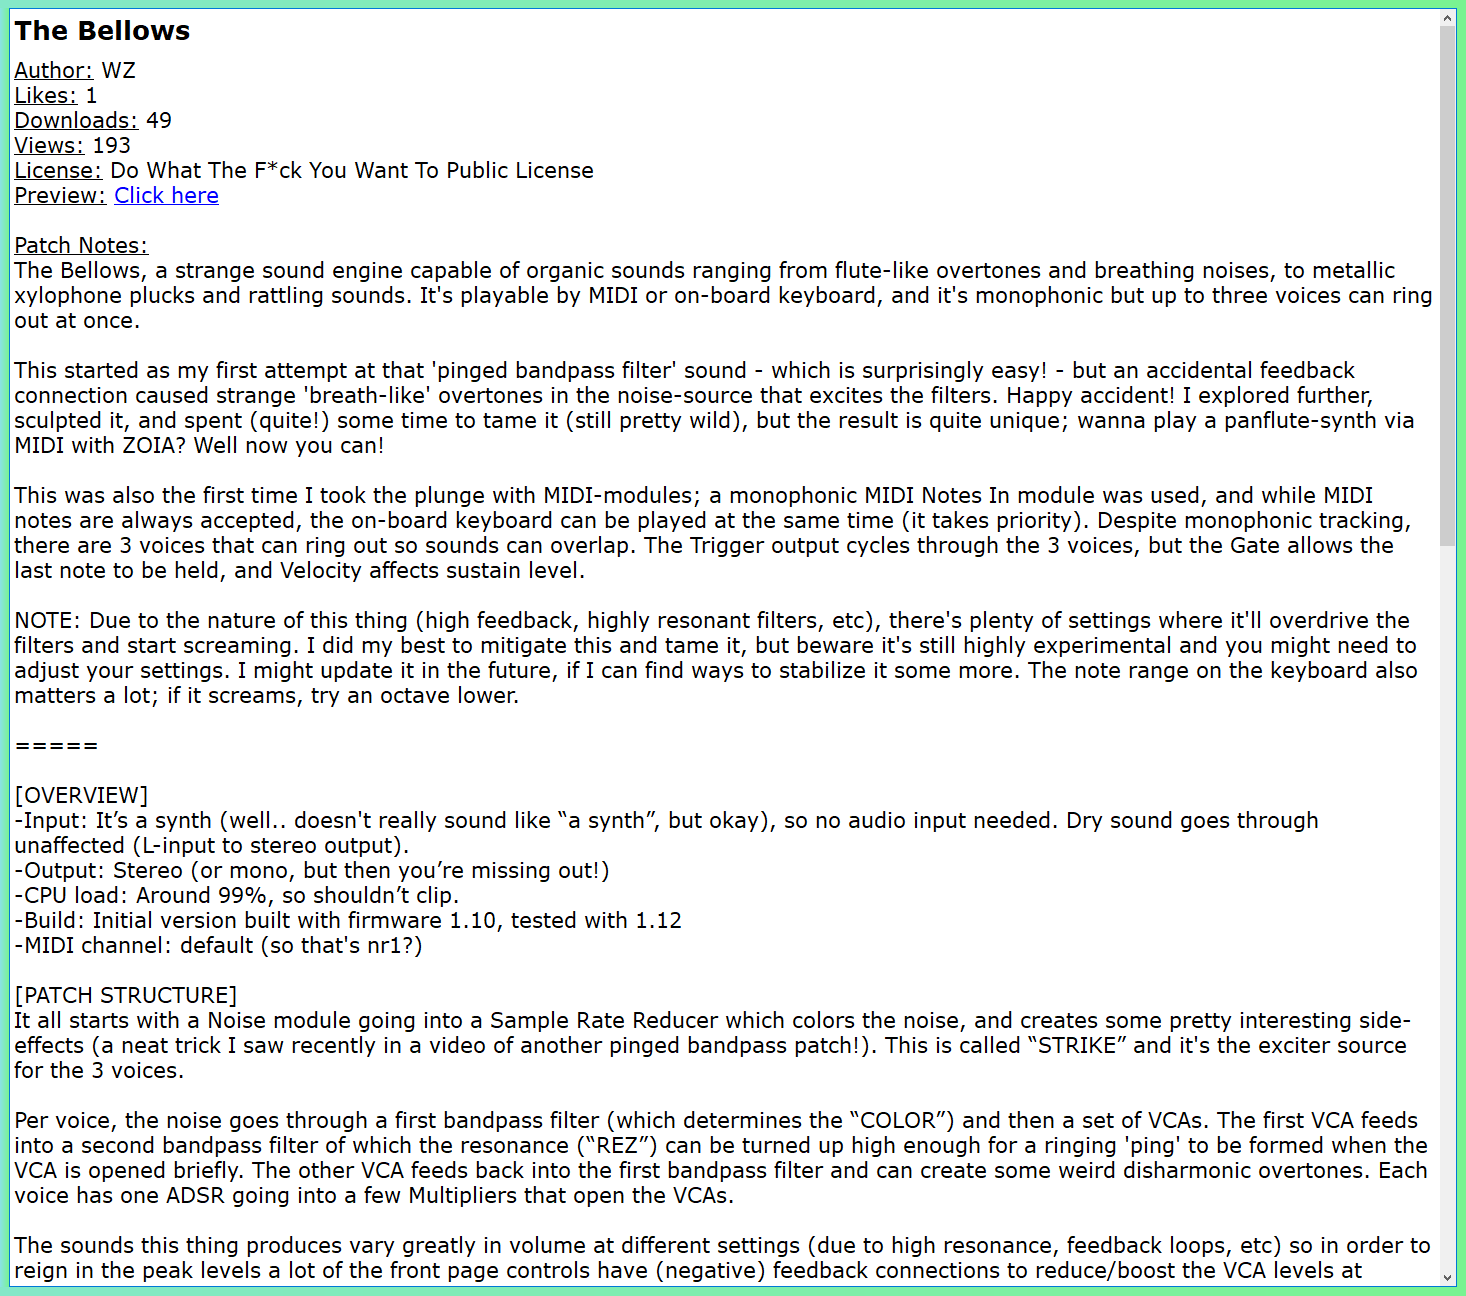 The Bellows
Author: WZ
Likes: 1
Downloads: 49
Views: 193
License: Do What The F*ck You Want To Public License
Preview: Click here
Patch Notes:
The Bellows, a strange sound engine capable of organic sounds ranging from flute-like overtones and breathing noises, to metallic
xylophone plucks and rattling sounds. It's playable by MIDI or on-board keyboard, and it's monophonic but up to three voices can ring
out at once.
This started as my first attempt at that 'pinged bandpass filter' sound - which is surprisingly easy! - but an accidental feedback
connection caused strange 'breath-like' overtones in the noise-source that excites the filters. Happy accident! I explored further,
sculpted it, and spent (quite!) some time to tame it (still pretty wild), but the result is quite unique; wanna play a panflute-synth via
MIDI with ZOIA? Well now you can!
This was also the first time I took the plunge with MIDI-modules; a monophonic MIDI Notes In module was used, and while MIDI
notes are always accepted, the on-board keyboard can be played at the same time (it takes priority). Despite monophonic tracking,
there are 3 voices that can ring out so sounds can overlap. The Trigger output cycles through the 3 voices, but the Gate allows the
last note to be held, and Velocity affects sustain level.
NOTE: Due to the nature of this thing (high feedback, highly resonant filters, etc), there's plenty of settings where it'll overdrive the
filters and start screaming. I did my best to mitigate this and tame it, but beware it's still highly experimental and you might need to
adjust your settings. I might update it in the future, if I can find ways to stabilize it some more. The note range on the keyboard also
matters a lot; if it screams, try an octave lower.
=====
[OVERVIEW]
-Input: It’s a synth (well.. doesn't really sound like “a synth”, but okay), so no audio input needed. Dry sound goes through
unaffected (L-input to stereo output).
-Output: Stereo (or mono, but then you’re missing out!)
-CPU load: Around 99%, so shouldn’t clip.
-Build: Initial version built with firmware 1.10, tested with 1.12
-MIDI channel: default (so that's nr1?)
[PATCH STRUCTURE]
It all starts with a Noise module going into a Sample Rate Reducer which colors the noise, and creates some pretty interesting side-
effects (a neat trick I saw recently in a video of another pinged bandpass patch!). This is called “STRIKE” and it's the exciter source
for the 3 voices.
Per voice, the noise goes through a first bandpass filter (which determines the “COLOR”) and then a set of VCAs. The first VCA feeds
into a second bandpass filter of which the resonance (“REZ”) can be turned up high enough for a ringing 'ping' to be formed when the
VCA is opened briefly. The other VCA feeds back into the first bandpass filter and can create some weird disharmonic overtones. Each
voice has one ADSR going into a few Multipliers that open the VCAs.
The sounds this thing produces vary greatly in volume at different settings (due to high resonance, feedback loops, etc) so in order to
reign in the peak levels a lot of the front page controls have (negative) feedback connections to reduce/boost the VCA levels at